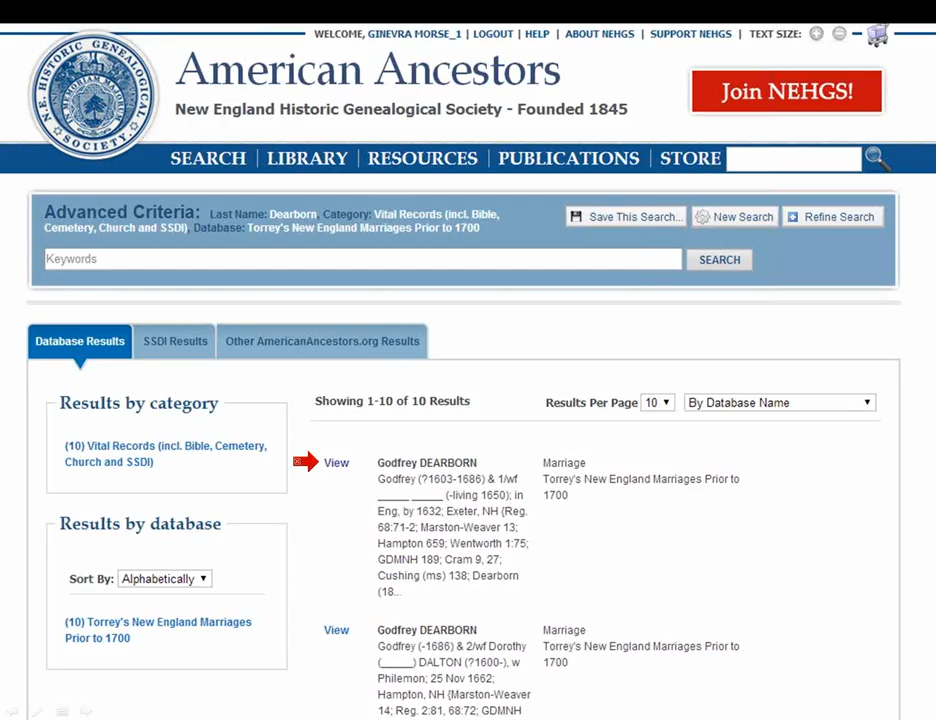 WELCOME, GINEVRA MORSE_1 | LOGOUT | HELP | ABOUT NEHGS | SUPPORT NEHGS | TEXT SIZE:
N.E. HISTORIC GENEALOGICAL SOCIETY.
American Ancestors
New England Historic Genealogical Society - Founded 1845
Join NEHGS!
SEARCH | LIBRARY | RESOURCES | PUBLICATIONS | STORE
Advanced Criteria: Last Name: Dearborn, Category: Vital Records (incl. Bible,
Cemetery, Church and SSDI), Database: Torrey's New England Marriages Prior to 1700
Save This Search... New Search Refine Search
Keywords
SEARCH
Database Results SSDI Results Other AmericanAncestors.org Results
Results by category
(10) Vital Records (incl. Bible, Cemetery,
Church and SSDI)
Results by database
Sort By: Alphabetically
(10) Torrey's New England Marriages
Prior to 1700
Showing 1-10 of 10 Results Results Per Page 10 By Database Name
View Godfrey DEARBORN Marriage
Godfrey (?1603-1686) & 1/wf Torrey's New England Marriages Prior to
_____ _____ (-living 1650); in 1700
Eng, by 1632; Exeter, NH {Reg.
68:71-2; Marston-Weaver 13;
Hampton 659; Wentworth 1:75;
GDMNH 189; Cram 9, 27;
Cushing (ms) 138; Dearborn
(18...
View Godfrey DEARBORN Marriage
Godfrey (-1686) & 2/wf Dorothy Torrey's New England Marriages Prior to
(_____) DALTON (?1600-), w 1700
Philemon; 25 Nov 1662;
Hampton, NH {Marston-Weaver
14; Reg. 2:81, 68:72; GDMNH